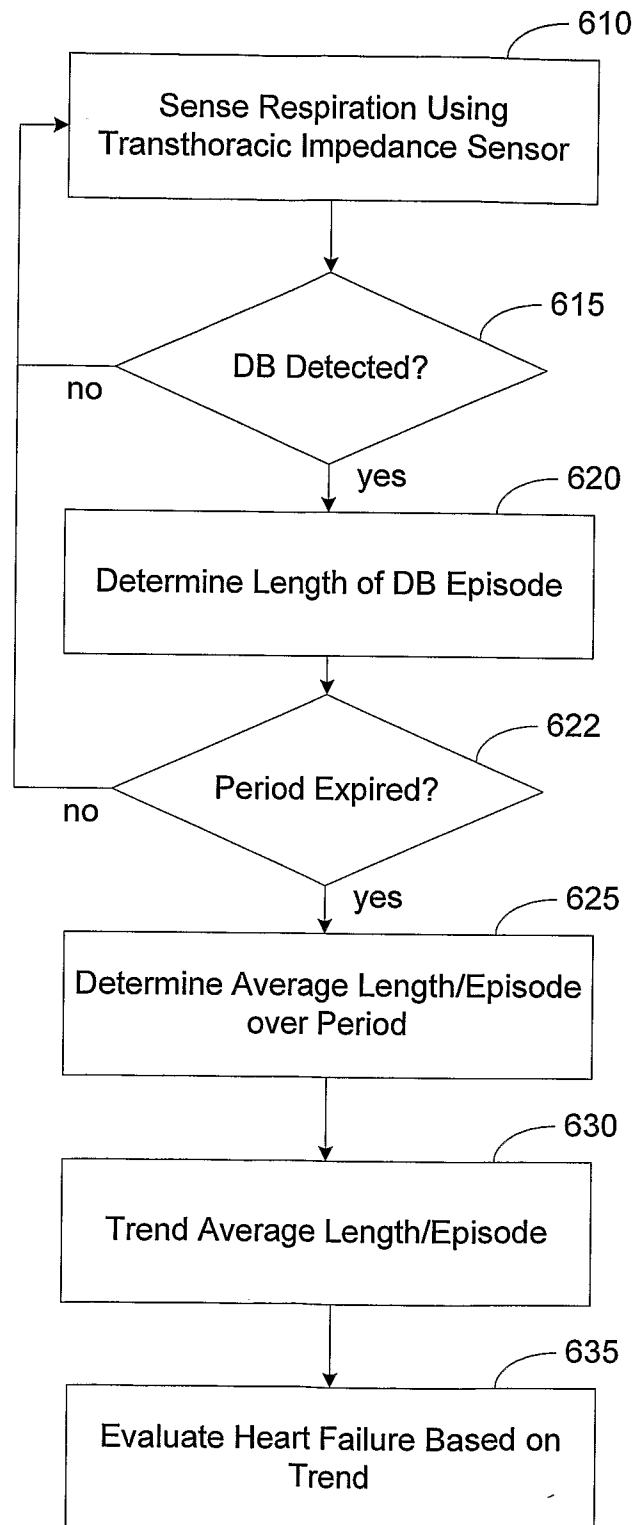 610
Sense Respiration Using
Transthoracic Impedance Sensor
615
DB Detected?
no
yes
620
Determine Length of DB Episode
622
Period Expired?
no
yes
625
Determine Average Length/Episode
over Period
630
Trend Average Length/Episode
635
Evaluate Heart Failure Based on
Trend